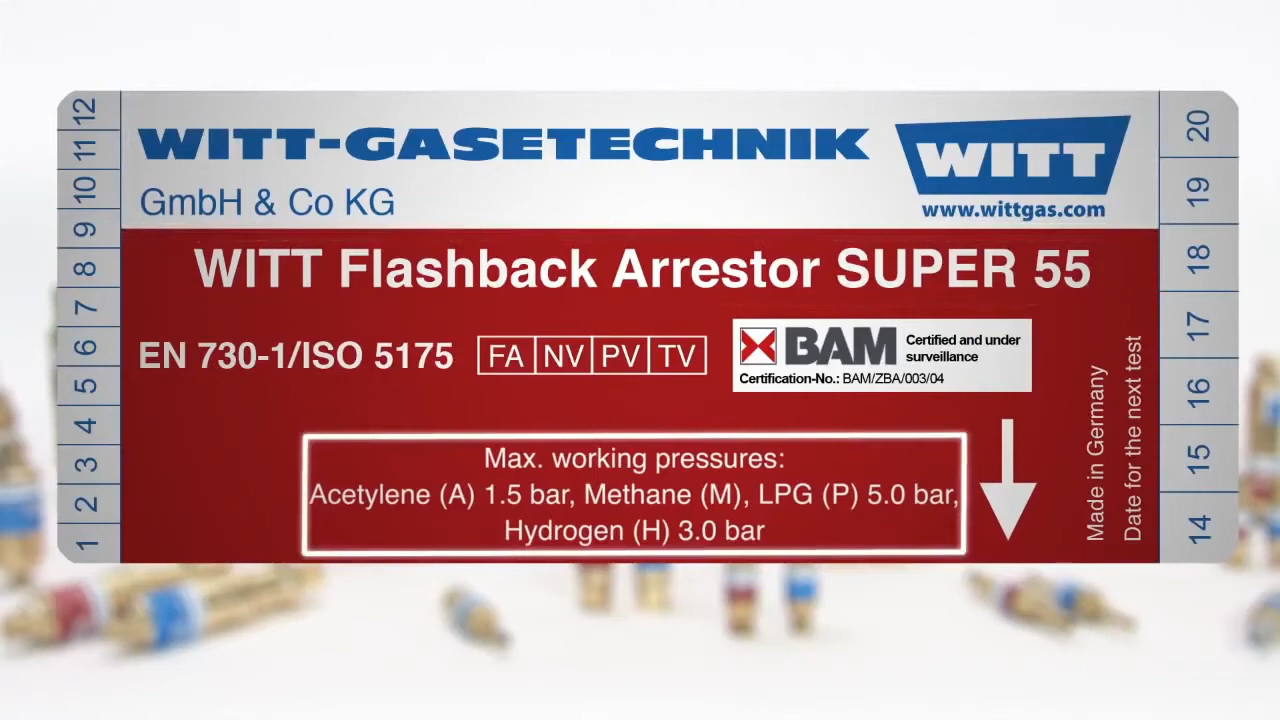 12
11
10
9
8
7
6
5
4
3
2
1
WITT-GASETECHNIK
GmbH & Co KG
WITT
www.wittgas.com
WITT Flashback Arrestor SUPER 55
EN 730-1/ISO 5175
FA NV PV TV
BAM
Certified and under
surveillance
Certification-No.: BAM/ZBA/003/04
Max. working pressures:
Acetylene (A) 1.5 bar, Methane (M), LPG (P) 5.0 bar,
Hydrogen (H) 3.0 bar
Made in Germany
Date for the next test
20
19
18
17
16
15
14